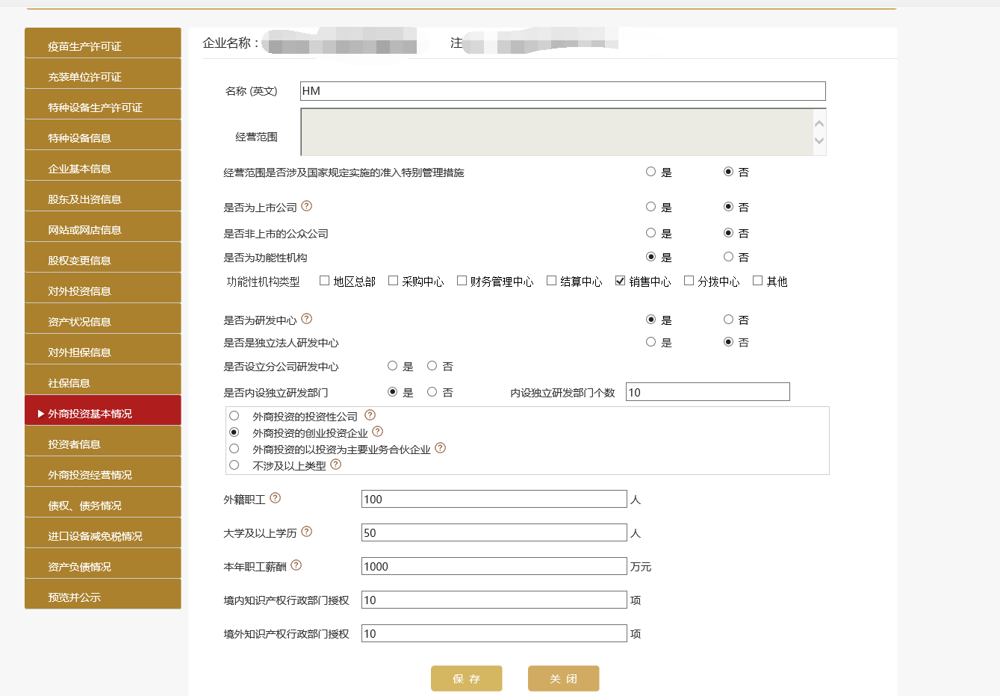 疫苗生产许可证
充装单位许可证
特种设备生产许可证
特种设备信息
企业基本信息
股东及出资信息
网站或网店信息
股权变更信息
对外投资信息
资产状况信息
对外担保信息
社保信息
外商投资基本情况
投资者信息
外商投资经营情况
债权、债务情况
进口设备减免税情况
资产负债情况
预览并公示
企业名称： 注
名称 (英文) HM
经营范围
经营范围是否涉及国家规定实施的准入特别管理措施 是 否
是否为上市公司 ? 是 否
是否非上市的公众公司 是 否
是否为功能性机构 是 否
功能性机构类型 地区总部 采购中心 财务管理中心 结算中心 销售中心 分拨中心 其他
是否为研发中心 ? 是 否
是否是独立法人研发中心 是 否
是否设立分公司研发中心 是 否
是否内设独立研发部门 是 否 内设独立研发部门个数 10
外商投资的投资性公司 ?
外商投资的创业投资企业 ?
外商投资的以投资为主要业务合伙企业 ?
不涉及以上类型 ?
外籍职工 ? 100 人
大学及以上学历 ? 50 人
本年职工薪酬 ? 1000 万元
境内知识产权行政部门授权 10 项
境外知识产权行政部门授权 10 项
保 存 关 闭